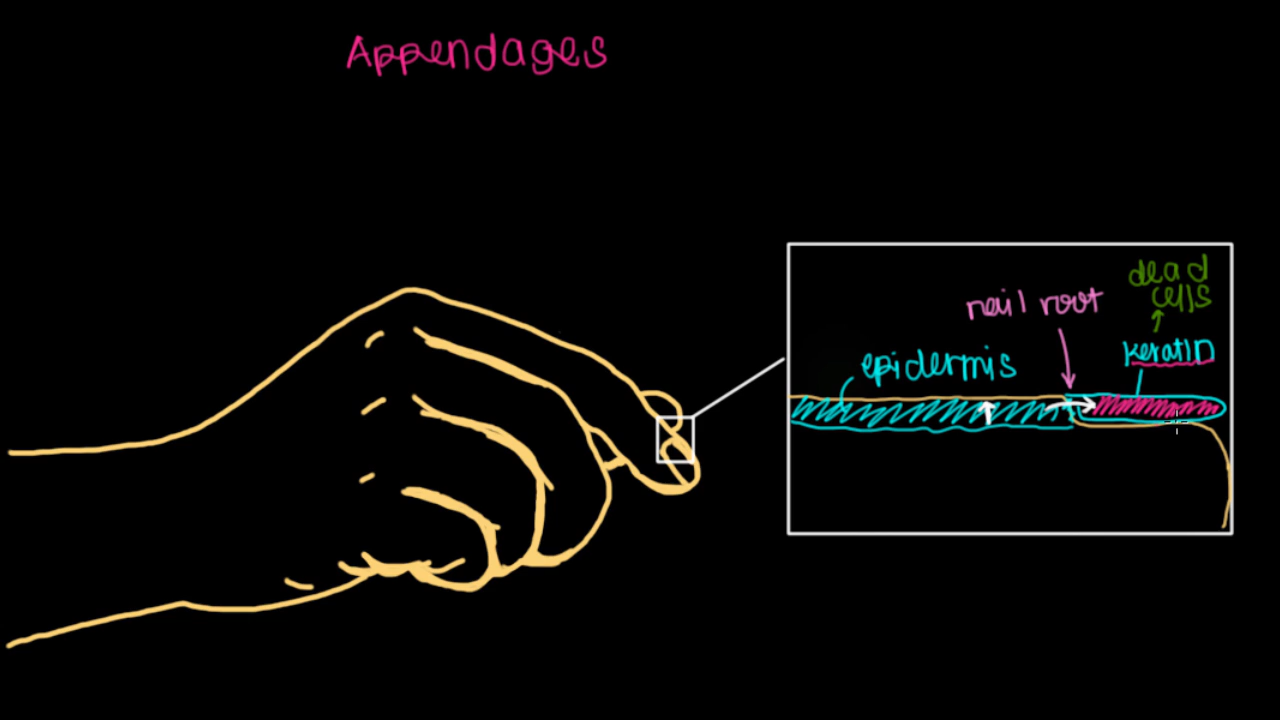 Appendages
dead
cells
nail root
keratin
epidermis